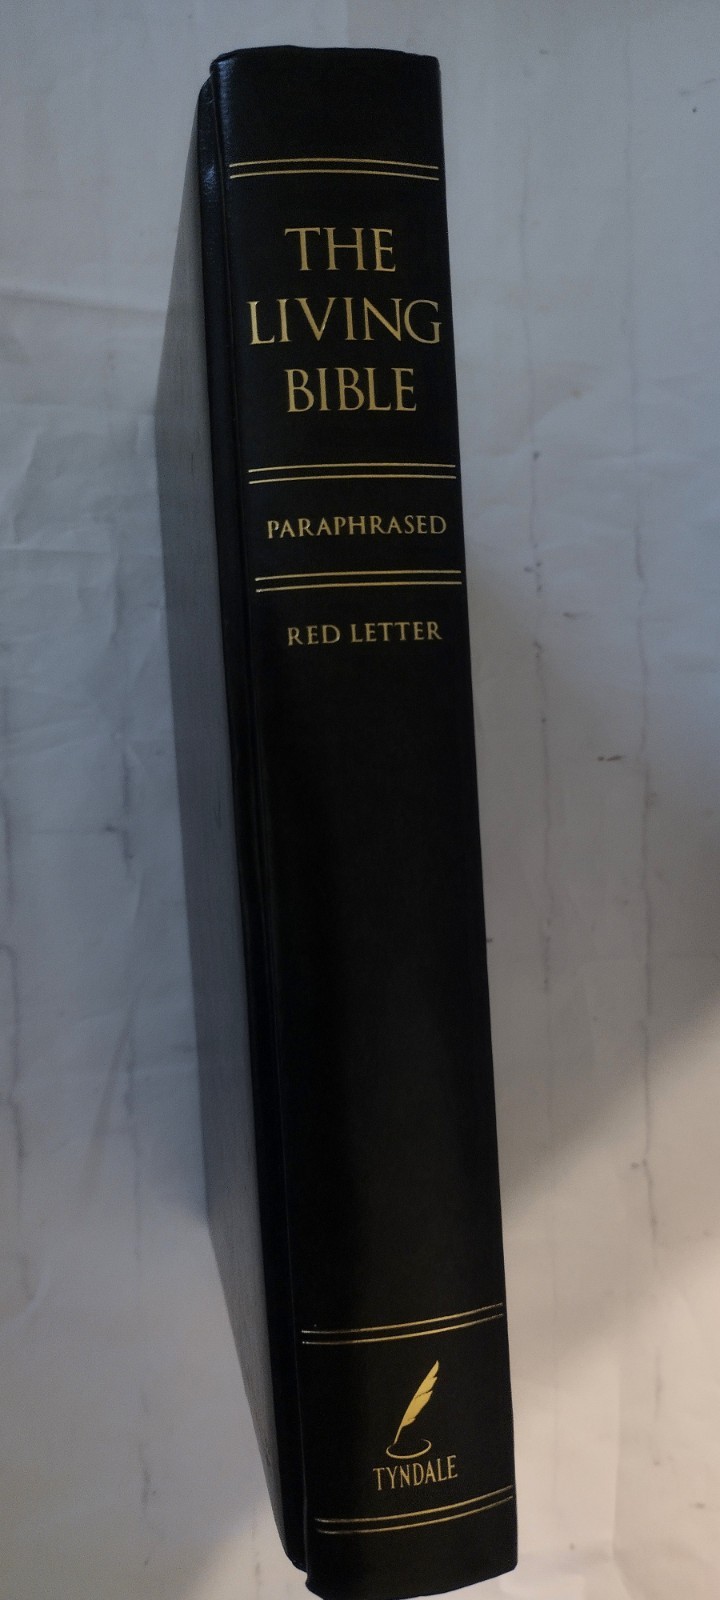 THE
LIVING
BIBLE
PARAPHRASED
RED LETTER
TYNDALE